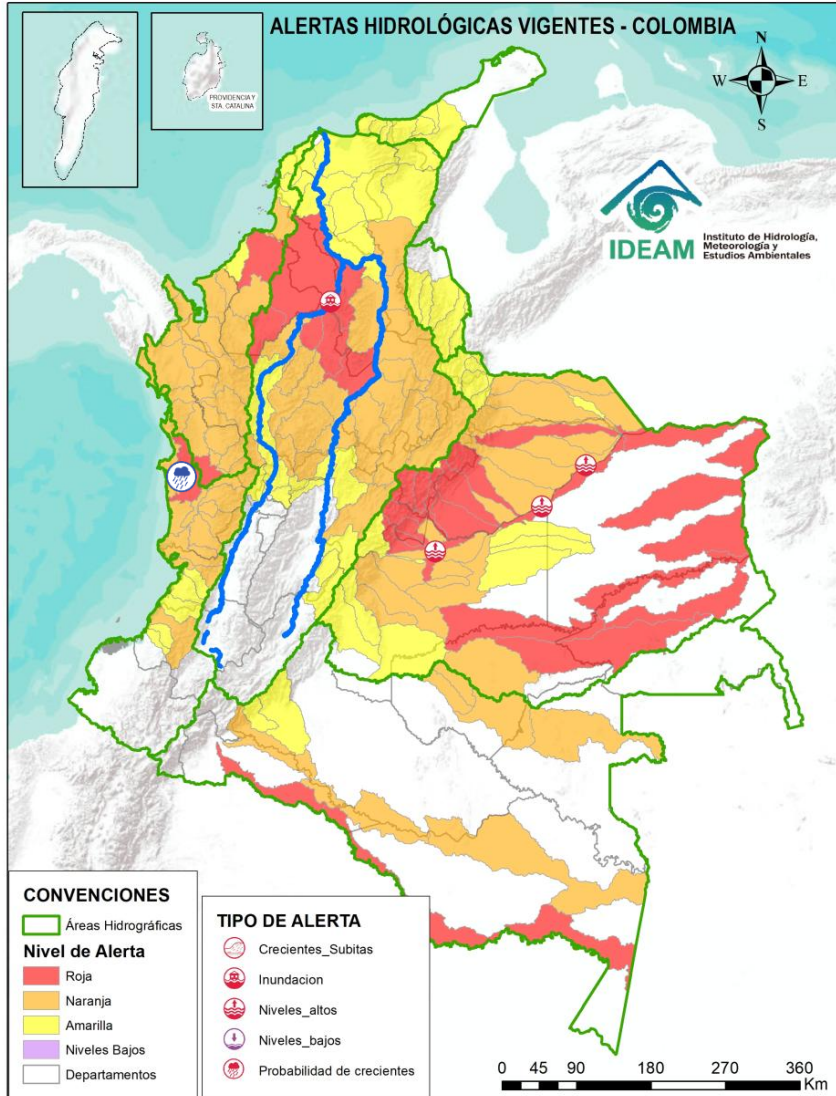 ALERTAS HIDROLÓGICAS VIGENTES - COLOMBIA
PROVIDENCIA Y
STA. CATALINA
N
W
E
S
IDEAM
Instituto de Hidrología,
Meteorología y
Estudios Ambientales
CONVENCIONES
Áreas Hidrográficas
Nivel de Alerta
Roja
Naranja
Amarilla
Niveles Bajos
Departamentos
TIPO DE ALERTA
Crecientes_Subitas
Inundacion
Niveles_altos
Niveles_bajos
Probabilidad de crecientes
0 45 90 180 270 360
Km